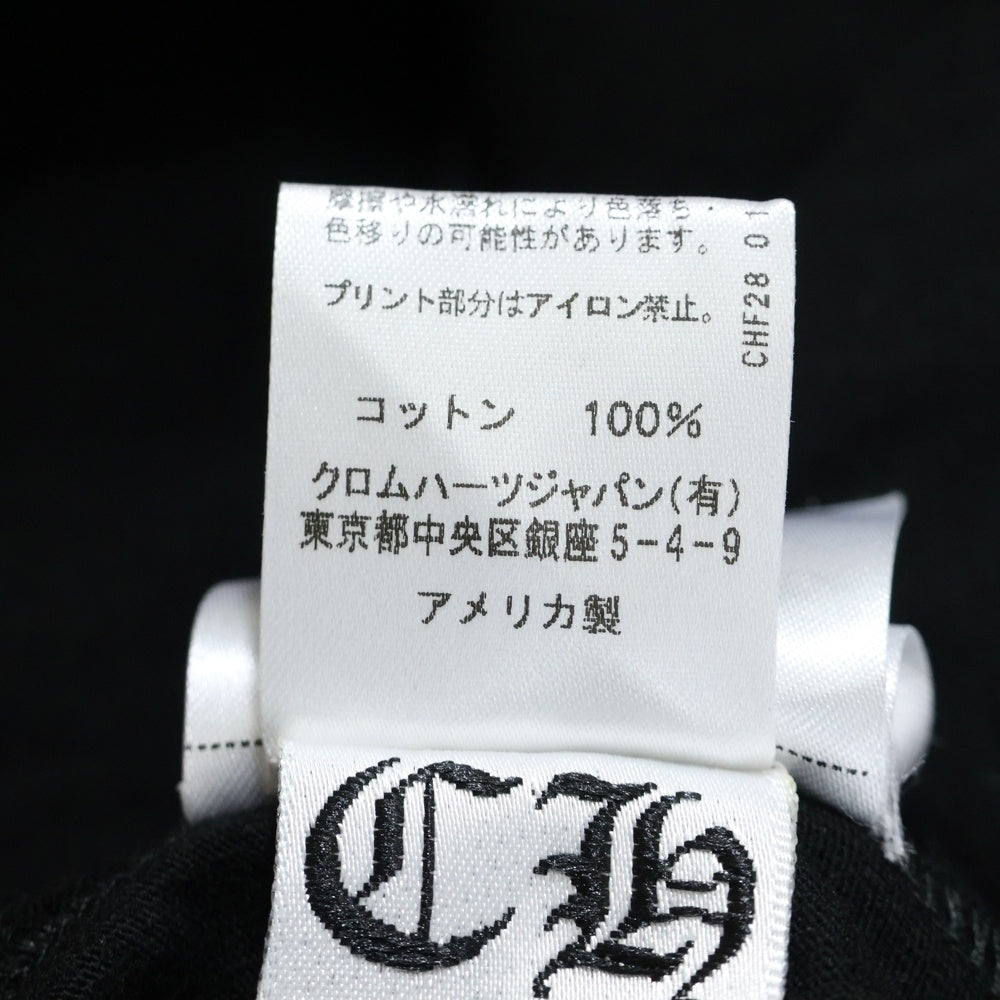 摩擦や水濡れにより色落ち・
色移りの可能性があります。
プリント部分はアイロン禁止。
CHF28 01
コットン 100%
クロムハーツジャパン(有)
東京都中央区銀座5-4-9
アメリカ製
CH